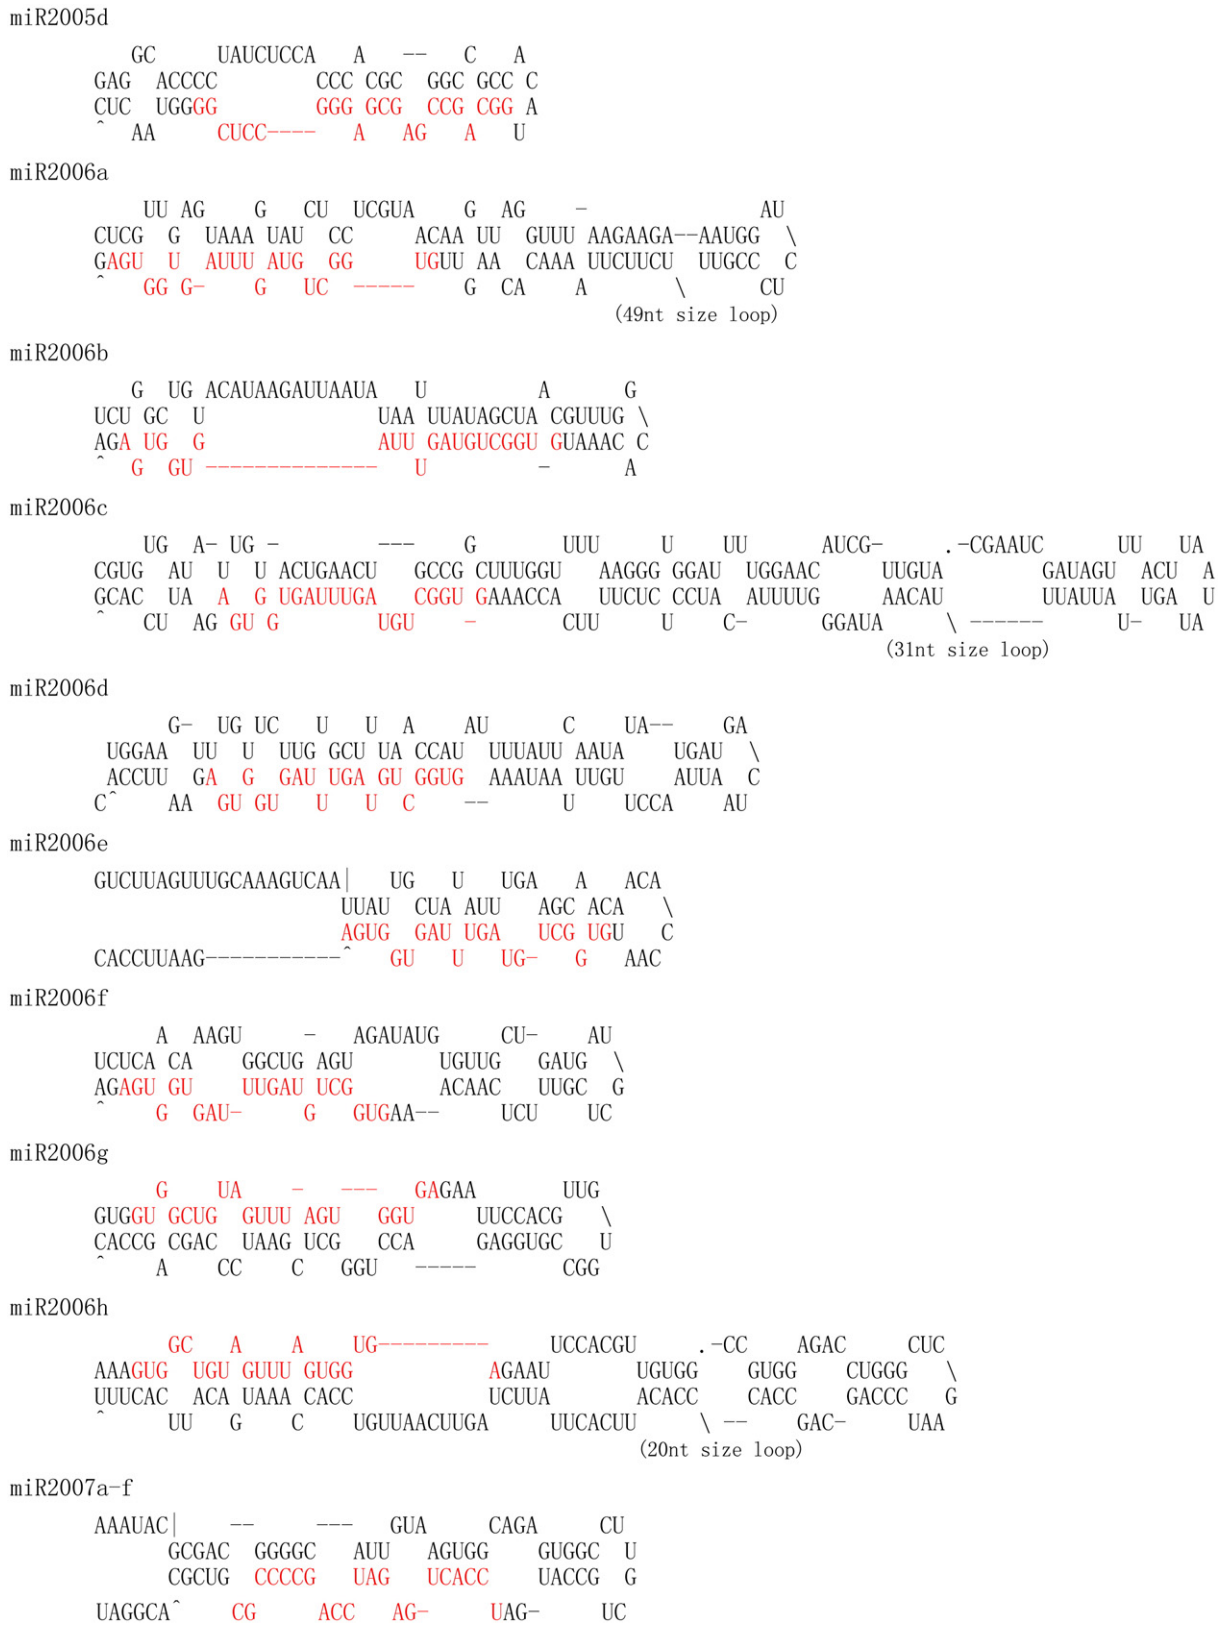 miR2005d
GC UAUCUCCA A -- C A
GAG ACCCC CCC CGC GGC GCC C
CUC UGGGG GGG GCG CCG CGG A
^ AA CUCC---- A AG A U
miR2006a
UU AG G CU UCGUA G AG - AU
CUCG G UAAA UAU CC ACAA UU GUUU AAGAAGA--AAUGG \
GAGU U AUUU AUG GG UGUU AA CAAA UUCUUCU UUGCC C
^ GG G- G UC ----- G CA A \ CU
(49nt size loop)
miR2006b
G UG ACAUAAGAUUAAUA U A G
UCU GC U UAA UUAUAGCUA CGUUUG \
AGA UG G AUU GAUGUCGGU GUAAAC C
^ G GU -------------- U - A
miR2006c
UG A- UG - --- G UUU U UU AUCG- .-CGAAUC UU UA
CGUG AU U U ACUGAACU GCCG CUUUGGU AAGGG GGAU UGGAAC UUGUA GAUAGU ACU A
GCAC UA A G UGAUUUGA CGGU GAAACCA UUCUC CCUA AUUUUG AACAU UUAUUA UGA U
^ CU AG GU G UGU - CUU U C- GGAUA \ ------ U- UA
(31nt size loop)
miR2006d
G- UG UC U U A AU C UA-- GA
UGGAA UU U UUG GCU UA CCAU UUUAUU AAUA UGAU \
ACCUU GA G GAU UGA GU GGUG AAAUAA UUGU AUUA C
C^ AA GU GU U U C -- U UCCA AU
miR2006e
GUCUUAGUUUGCAAAGUCAA| UG U UGA A ACA
UUAU CUA AUU AGC ACA \
AGUG GAU UGA UCG UGU C
CACCUUAAG-----------^ GU U UG- G AAC
miR2006f
A AAGU - AGAUAUG CU- AU
UCUCA CA GGCUG AGU UGUUG GAUG \
AGAGU GU UUGAU UCG ACAAC UUGC G
^ G GAU- G GUGAA-- UCU UC
miR2006g
G UA - --- GAGAA UUG
GUGGU GCUG GUUU AGU GGU UUCCACG \
CACCG CGAC UAAG UCG CCA GAGGUGC U
^ A CC C GGU ----- CGG
miR2006h
GC A A UG--------- UCCACGU .-CC AGAC CUC
AAAGUG UGU GUUU GUGG AGAAU UGUGG GUGG CUGGG \
UUUCAC ACA UAAA CACC UCUUA ACACC CACC GACCC G
^ UU G C UGUUAACUUGA UUCACUU \ -- GAC- UAA
(20nt size loop)
miR2007a-f
AAAUAC| -- --- GUA CAGA CU
GCGAC GGGGC AUU AGUGG GUGGC U
CGCUG CCCCG UAG UCACC UACCG G
UAGGCA^ CG ACC AG- UAG- UC